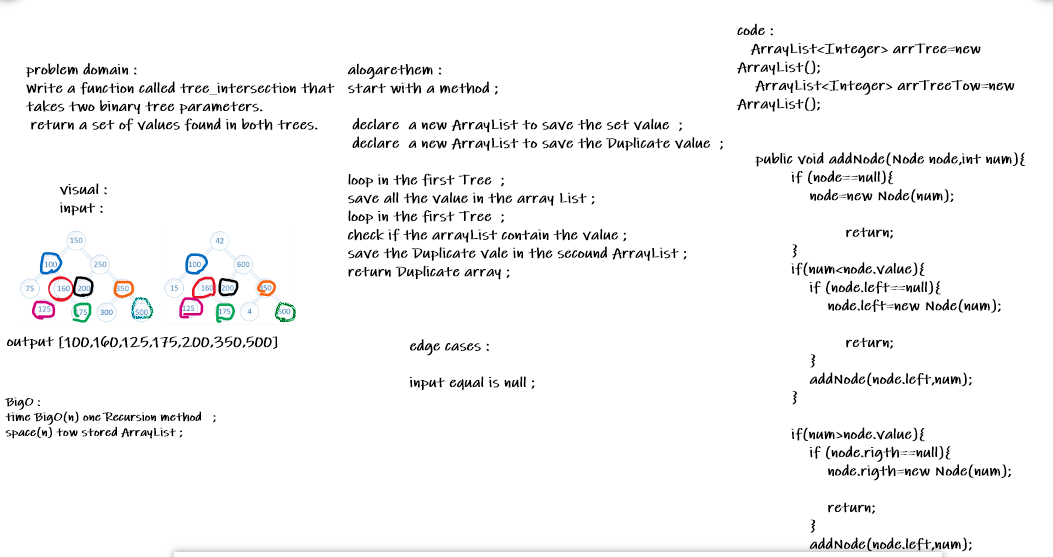 problem domain :
Write a function called tree_intersection that
takes two binary tree parameters.
return a set of values found in both trees.
visual :
input :
150
100
250
75
160
200
350
125
175
300
500
42
100
600
15
160
200
350
125
175
4
500
output [100,160,125,175,200,350,500]
BigO :
time BigO(n) one Recursion method ;
space(n) tow stored ArrayList ;
alogarethem :
start with a method ;
declare a new ArrayList to save the set value ;
declare a new ArrayList to save the Duplicate value ;
loop in the first Tree ;
save all the value in the array List ;
loop in the first Tree ;
check if the arrayList contain the value ;
save the Duplicate vale in the secound ArrayList ;
return Duplicate array ;
edge cases :
input equal is null ;
code :
ArrayList<Integer> arrTree=new
ArrayList();
ArrayList<Integer> arrTreeTow=new
ArrayList();
public void addNode(Node node,int num){
if (node==null){
node=new Node(num);
return;
}
if(num<node.value){
if (node.left==null){
node.left=new Node(num);
return;
}
addNode(node.left,num);
}
if(num>node.value){
if (node.rigth==null){
node.rigth=new Node(num);
return;
}
addNode(node.left,num);